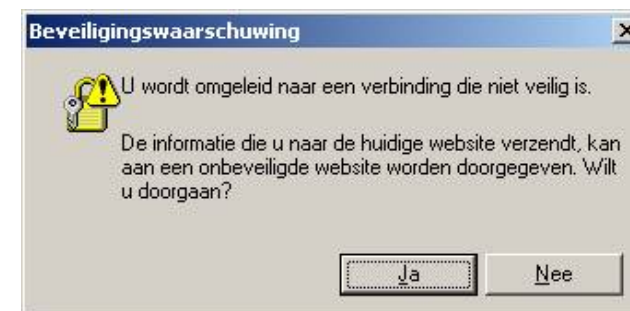 Beveiligingswaarschuwing
U wordt omgeleid naar een verbinding die niet veilig is.
De informatie die u naar de huidige website verzendt, kan
aan een onbeveiligde website worden doorgegeven. Wilt
u doorgaan?
Ja Nee